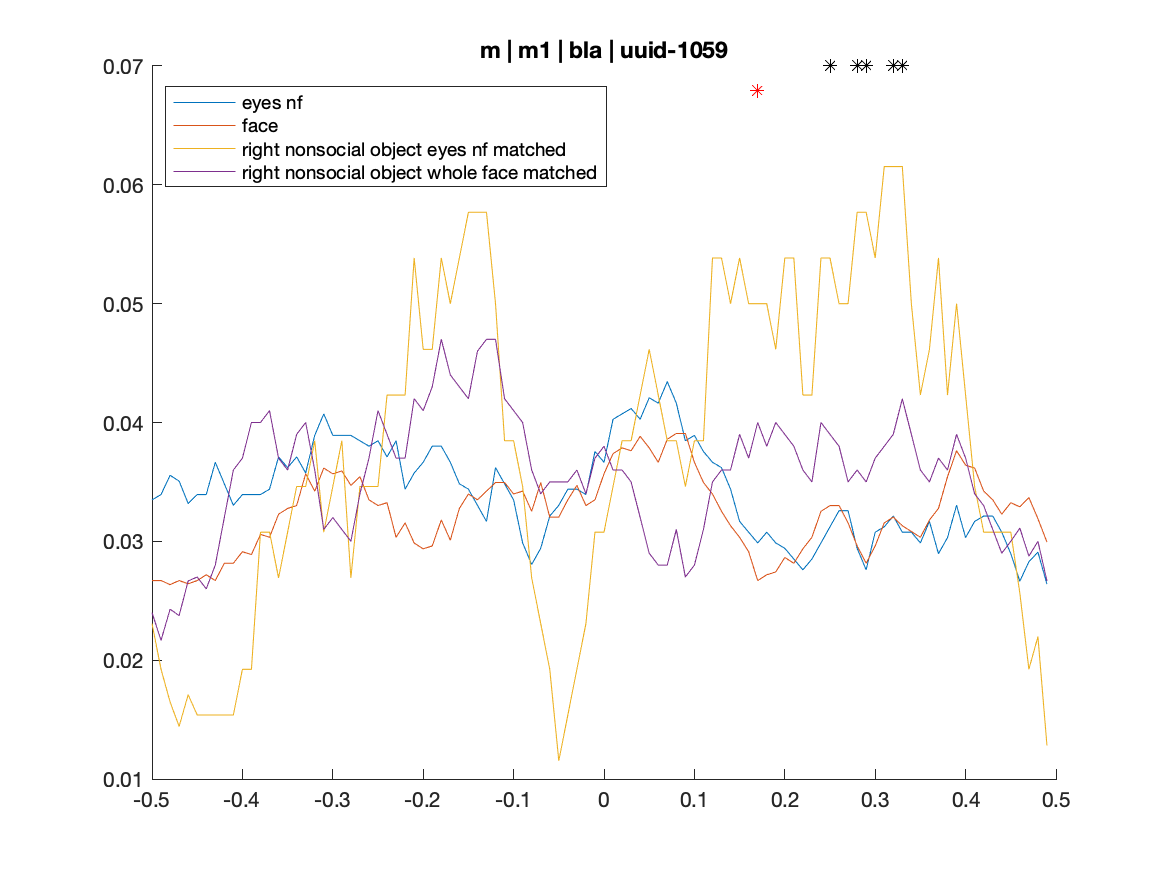 m | m1 | bla | uuid-1059
eyes nf
face
right nonsocial object eyes nf matched
right nonsocial object whole face matched
0.07
0.06
0.05
0.04
0.03
0.02
0.01
-0.5 -0.4 -0.3 -0.2 -0.1 0 0.1 0.2 0.3 0.4 0.5